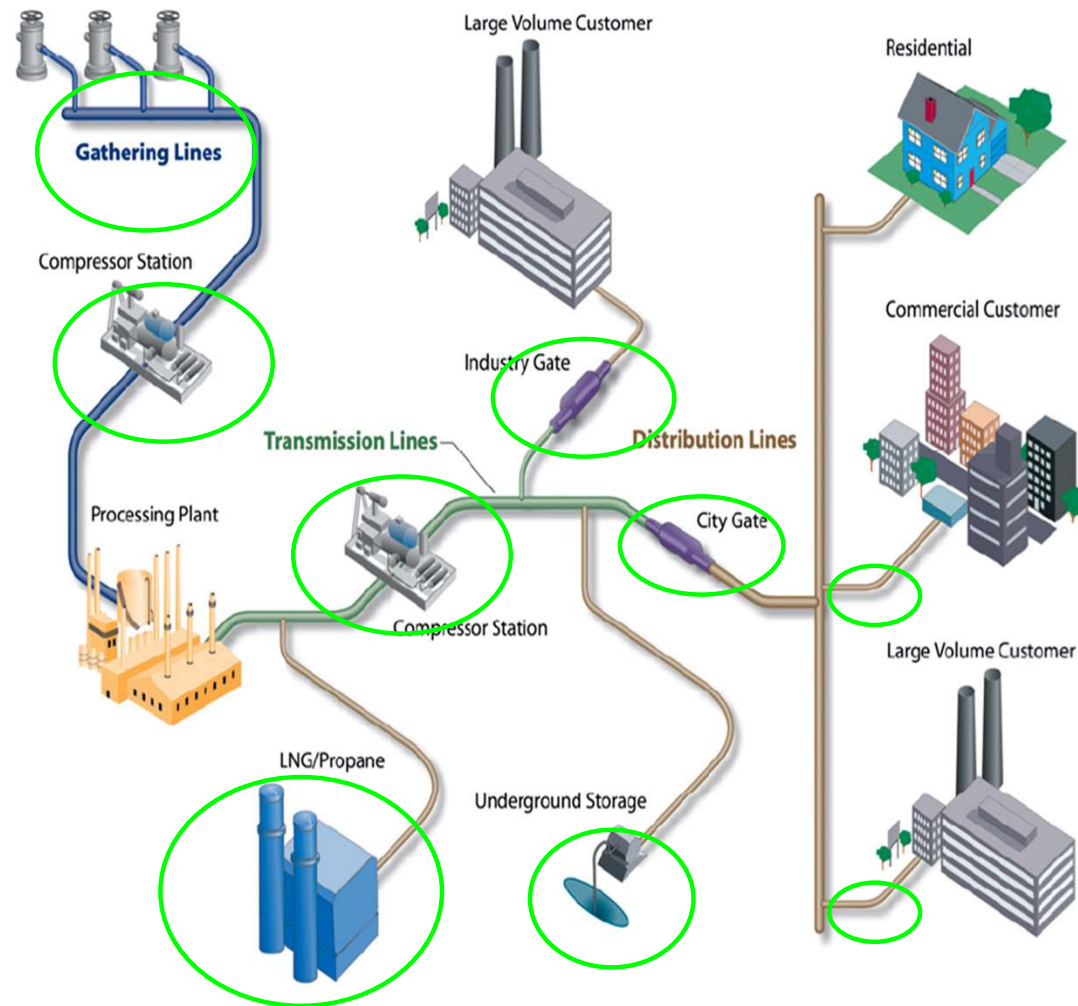 Large Volume Customer
Residential
Gathering Lines
Compressor Station
Commercial Customer
Industry Gate
Transmission Lines
Distribution Lines
Processing Plant
City Gate
Compressor Station
Large Volume Customer
LNG/Propane
Underground Storage